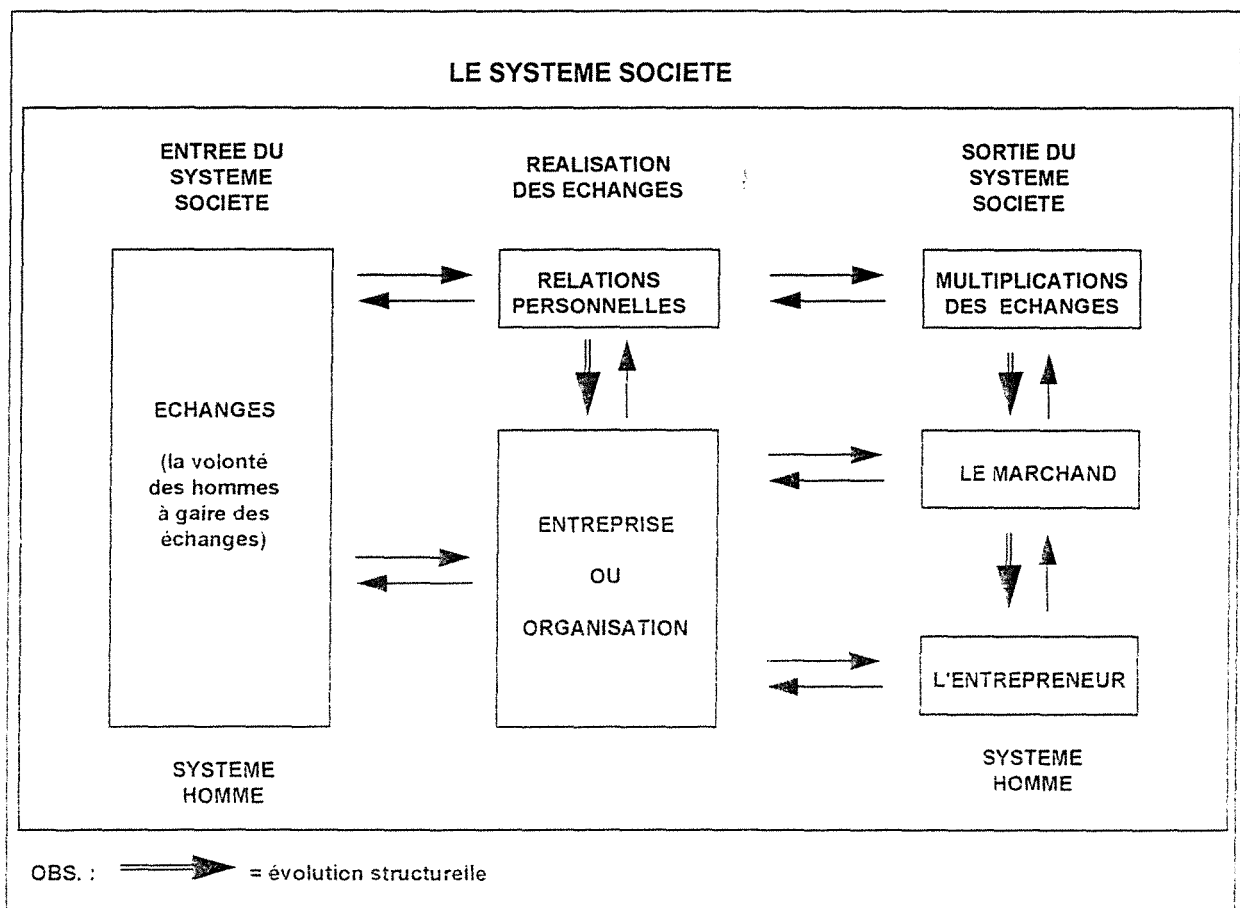 LE SYSTEME SOCIETE
ENTREE DU
SYSTEME
SOCIETE
REALISATION
DES ECHANGES
SORTIE DU
SYSTEME
SOCIETE
ECHANGES
(la volonté
des hommes
à gaire des
échanges)
RELATIONS
PERSONNELLES
MULTIPLICATIONS
DES ECHANGES
ENTREPRISE
OU
ORGANISATION
LE MARCHAND
L'ENTREPRENEUR
SYSTEME
HOMME
SYSTEME
HOMME
OBS. : = évolution structurelle